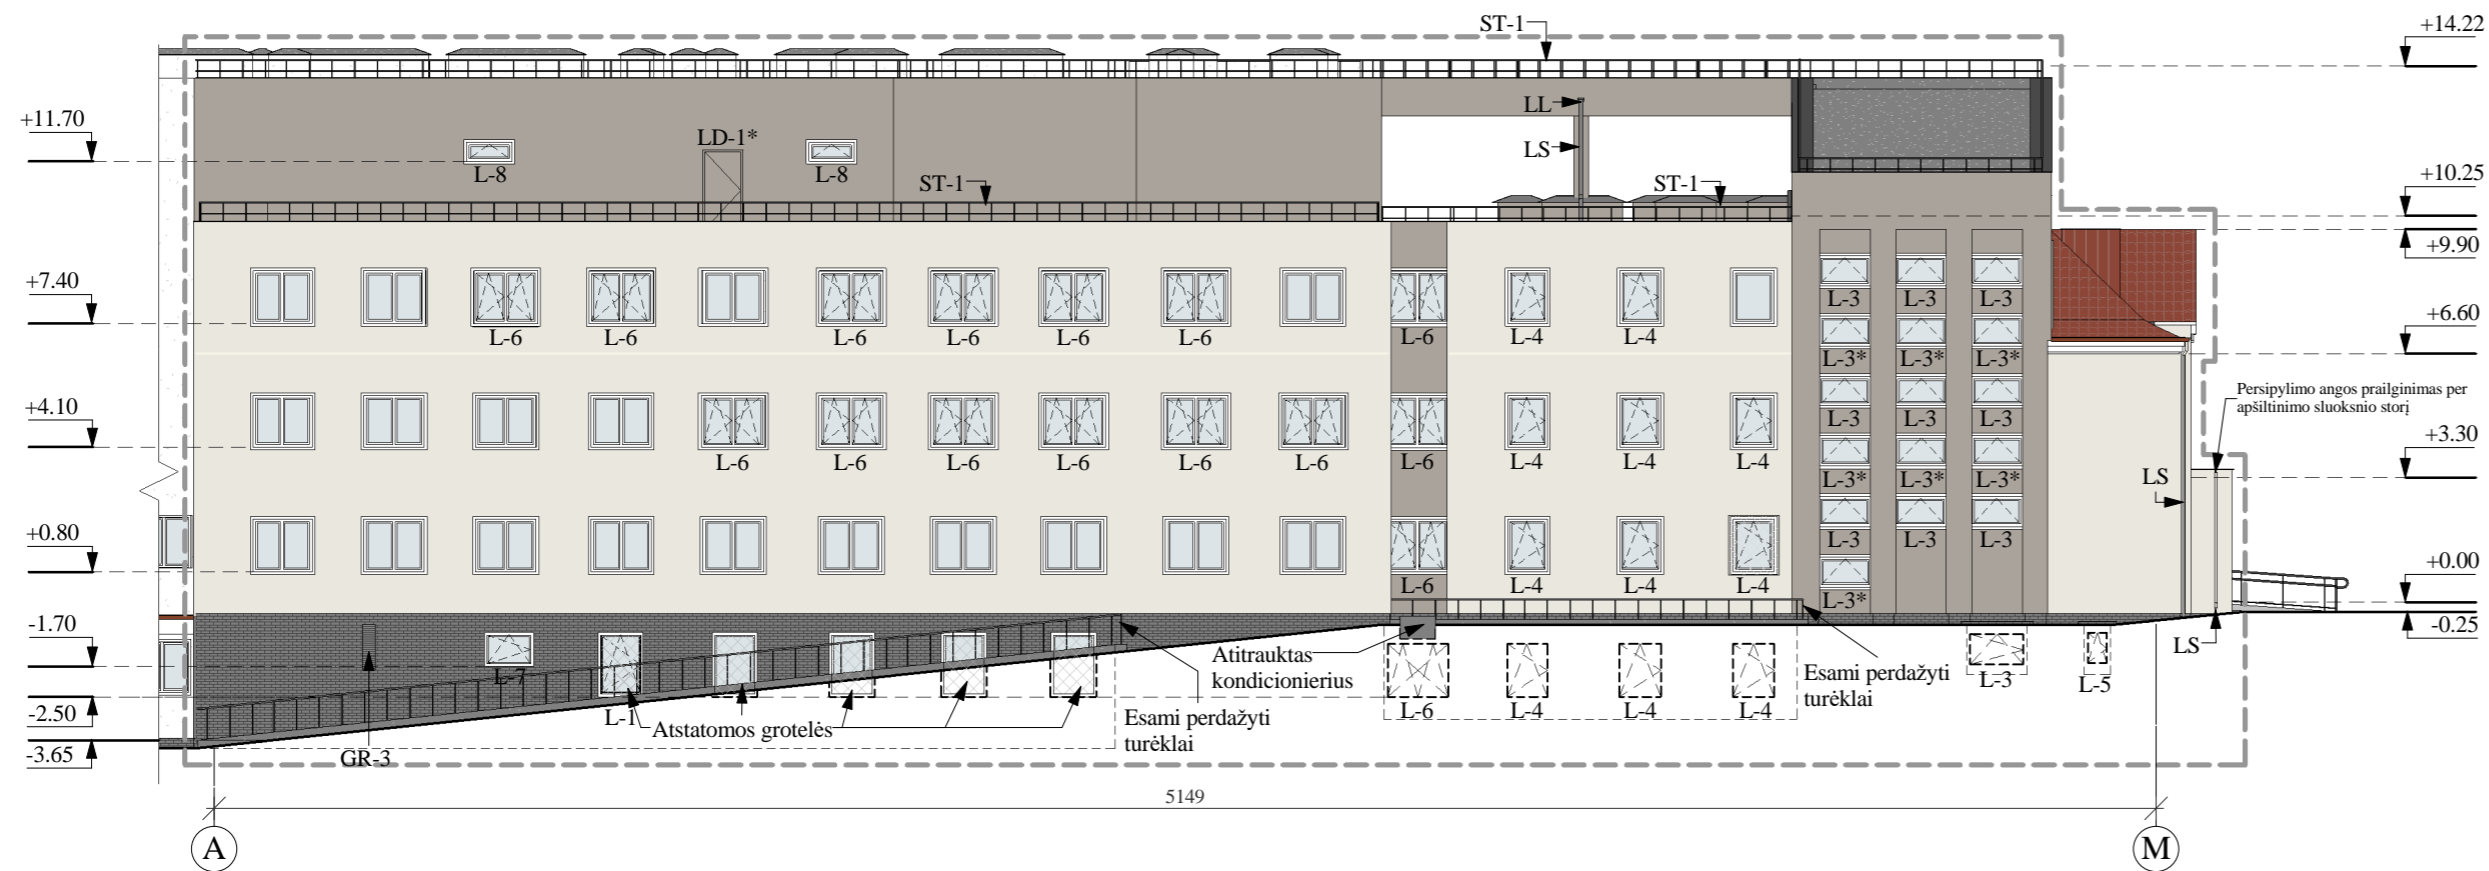 ST-1
+14.22
+11.70
LL
LD-1*
LS
L-8 L-8
ST-1 ST-1
+10.25
+9.90
+7.40
L-3 L-3 L-3
+6.60
L-6 L-6 L-6 L-6 L-6 L-6 L-6 L-4 L-4
L-3* L-3* L-3*
Persipylimo angos prailginimas per
apšiltinimo sluoksnio storį
+4.10
L-3 L-3 L-3
+3.30
L-6 L-6 L-6 L-6 L-6 L-6 L-6 L-4 L-4 L-4
L-3* L-3* L-3*
LS
+0.80
L-3 L-3 L-3
+0.00
L-6 L-4 L-4 L-4
L-3*
-1.70
-0.25
LS
L-7
Atitrauktas
kondicionierius
Esami perdažyti
turėklai
L-3
L-5
-2.50
L-1
Atstatomos grotelės
Esami perdažyti
turėklai
L-6 L-4 L-4 L-4
-3.65
GR-3
5149
A M